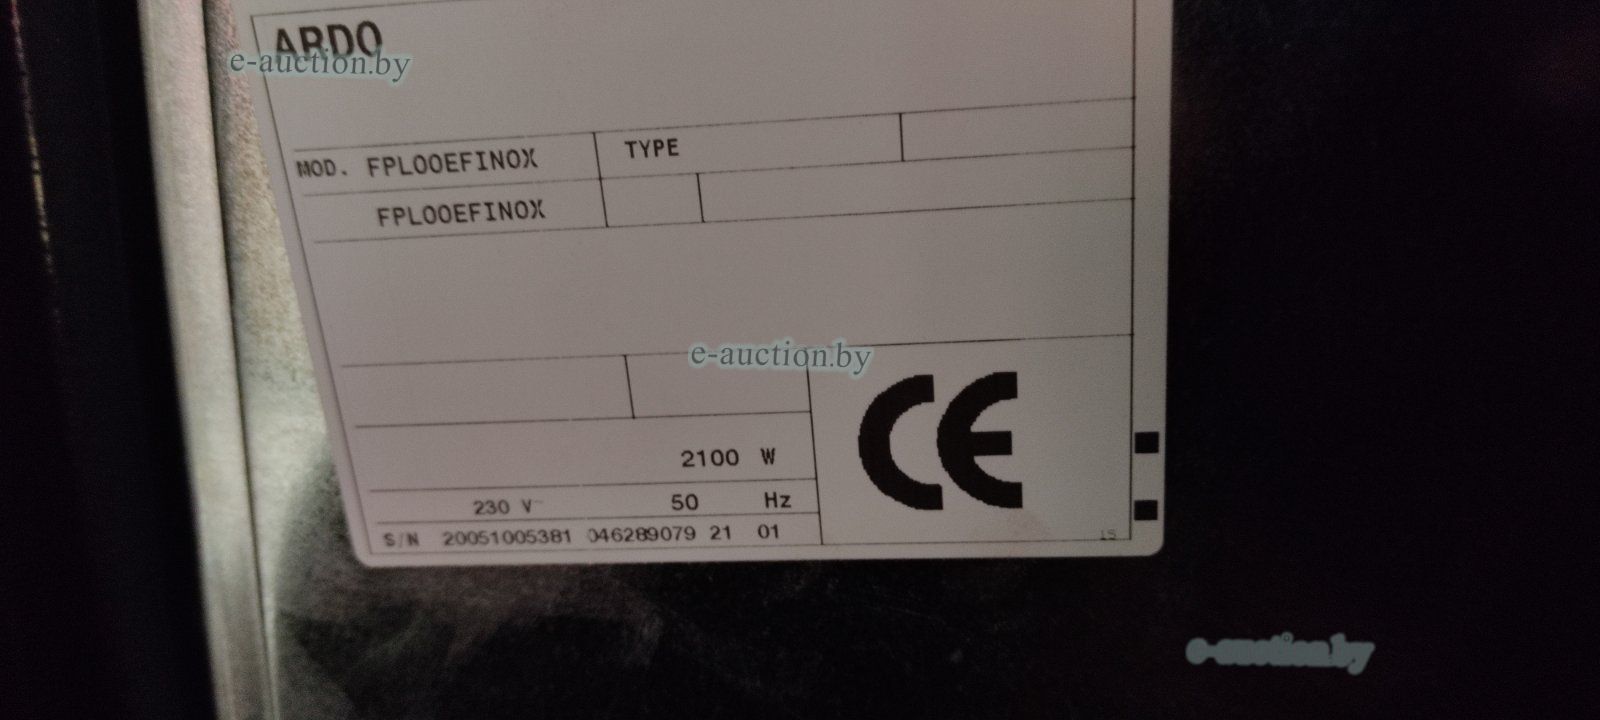 ARDO
e-auction.by
MOD. FPL00EFINOX TYPE
FPL00EFINOX
e-auction.by
CE
2100 W
230 V~ 50 Hz
S/N 20051005381 046289079 21 01
15
e-auction.by